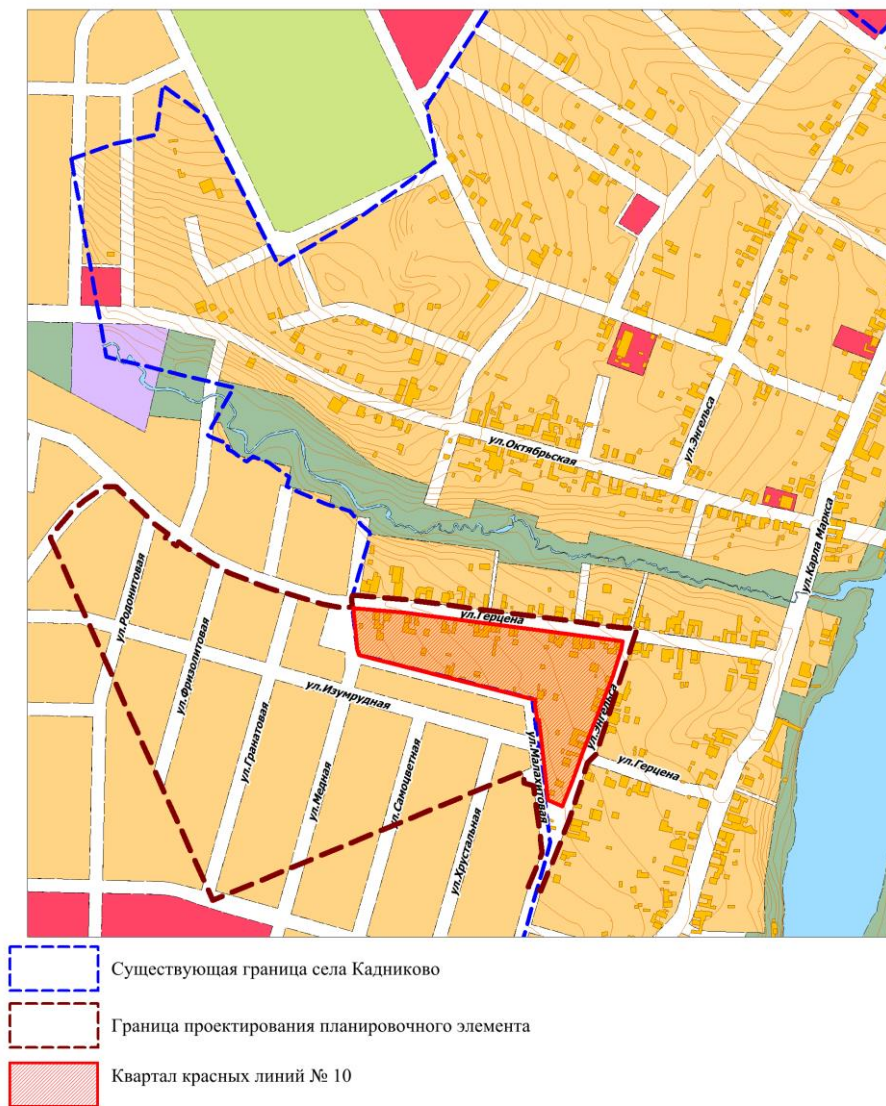 ул.Октябрьская
ул.Энгельса
ул.Карла Маркса
ул.Родонитовая
ул.Фризолитовая
ул.Герцена
ул.Изумрудная
ул.Гранатовая
ул.Медная
ул.Самоцветная
ул.Хрустальная
ул.Малахитовая
ул.Энгельса
ул.Герцена
Существующая граница села Кадниково
Граница проектирования планировочного элемента
Квартал красных линий № 10